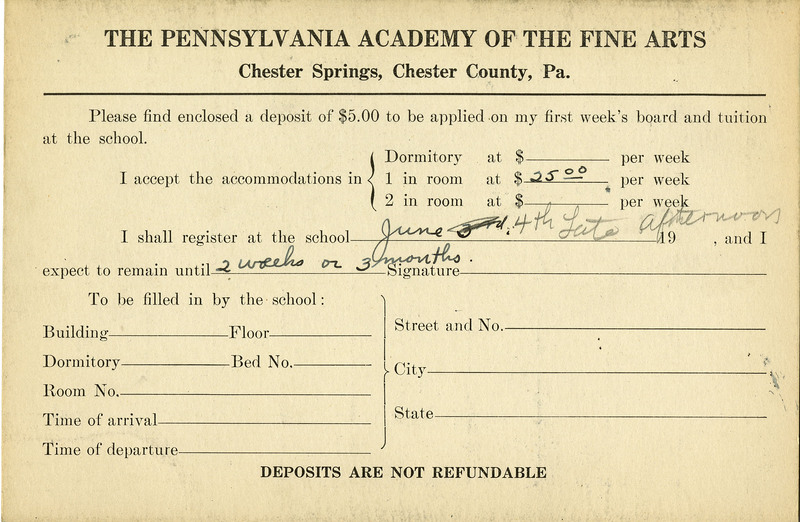 THE PENNSYLVANIA ACADEMY OF THE FINE ARTS
Chester Springs, Chester County, Pa.
Please find enclosed a deposit of $5.00 to be applied on my first week's board and tuition
at the school.
I accept the accommodations in
Dormitory at $ per week
1 in room at $ 25 00 per week
2 in room at $ per week
I shall register at the school June 3rd, 4th Late afternoon 19 , and I
expect to remain until 2 weeks or 3 months. Signature
To be filled in by the school:
Building Floor
Dormitory Bed No.
Room No.
Time of arrival
Time of departure
Street and No.
City
State
DEPOSITS ARE NOT REFUNDABLE